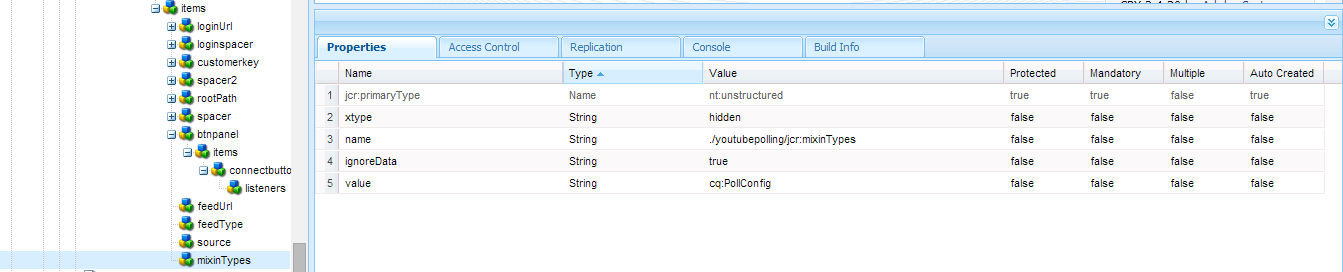 items
loginUrl
loginspacer
customerkey
spacer2
rootPath
spacer
btnpanel
items
connectbutto
listeners
feedUrl
feedType
source
mixinTypes
Properties Access Control Replication Console Build Info
Name Type Value Protected Mandatory Multiple Auto Created
1 jcr:primaryType Name nt:unstructured true true false true
2 xtype String hidden false false false false
3 name String ./youtubepolling/jcr:mixinTypes false false false false
4 ignoreData String true false false false false
5 value String cq:PollConfig false false false false